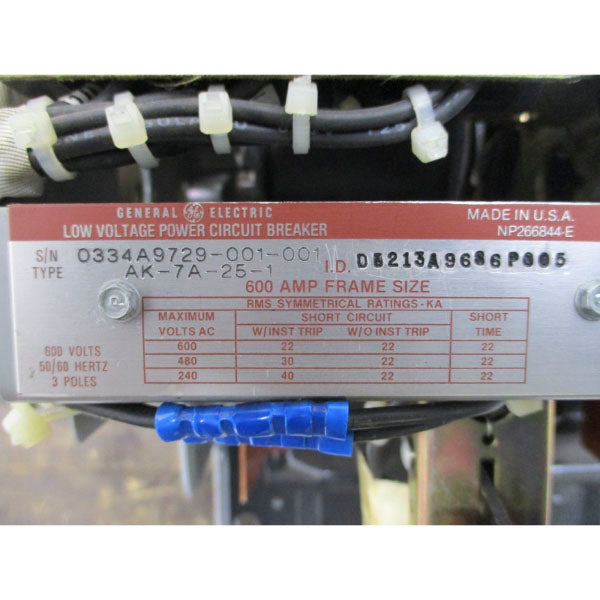 GENERAL GE ELECTRIC
LOW VOLTAGE POWER CIRCUIT BREAKER
MADE IN U.S.A.
NP266844-E
S/N 0334A9729-001-001
TYPE AK-7A-25-1
I.D. D5213A9686P005
600 AMP FRAME SIZE
RMS SYMMETRICAL RATINGS-KA
MAXIMUM VOLTS AC SHORT CIRCUIT SHORT TIME
W/INST TRIP W/O INST TRIP
600 22 22 22
480 30 22 22
240 40 22 22
600 VOLTS
50/60 HERTZ
3 POLES